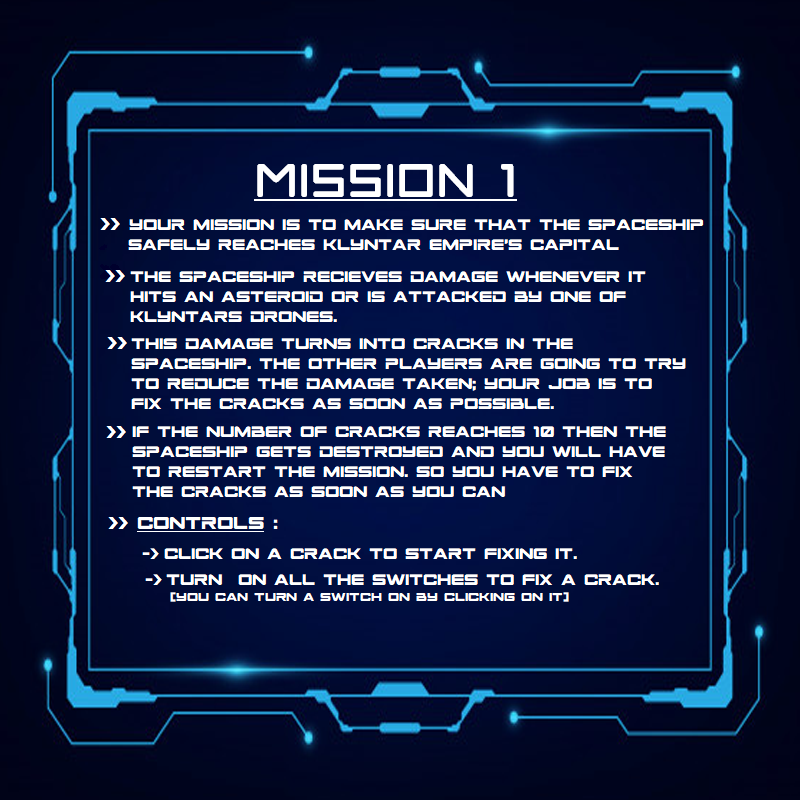 MISSION 1
>> YOUR MISSION IS TO MAKE SURE THAT THE SPACESHIP
SAFELY REACHES KLYNTAR EMPIRE'S CAPITAL
>> THE SPACESHIP RECIEVES DAMAGE WHENEVER IT
HITS AN ASTEROID OR IS ATTACKED BY ONE OF
KLYNTARS DRONES.
>> THIS DAMAGE TURNS INTO CRACKS IN THE
SPACESHIP. THE OTHER PLAYERS ARE GOING TO TRY
TO REDUCE THE DAMAGE TAKEN; YOUR JOB IS TO
FIX THE CRACKS AS SOON AS POSSIBLE.
>> IF THE NUMBER OF CRACKS REACHES 10 THEN THE
SPACESHIP GETS DESTROYED AND YOU WILL HAVE
TO RESTART THE MISSION. SO YOU HAVE TO FIX
THE CRACKS AS SOON AS YOU CAN
>> CONTROLS :
-> CLICK ON A CRACK TO START FIXING IT.
-> TURN ON ALL THE SWITCHES TO FIX A CRACK.
[YOU CAN TURN A SWITCH ON BY CLICKING ON IT]